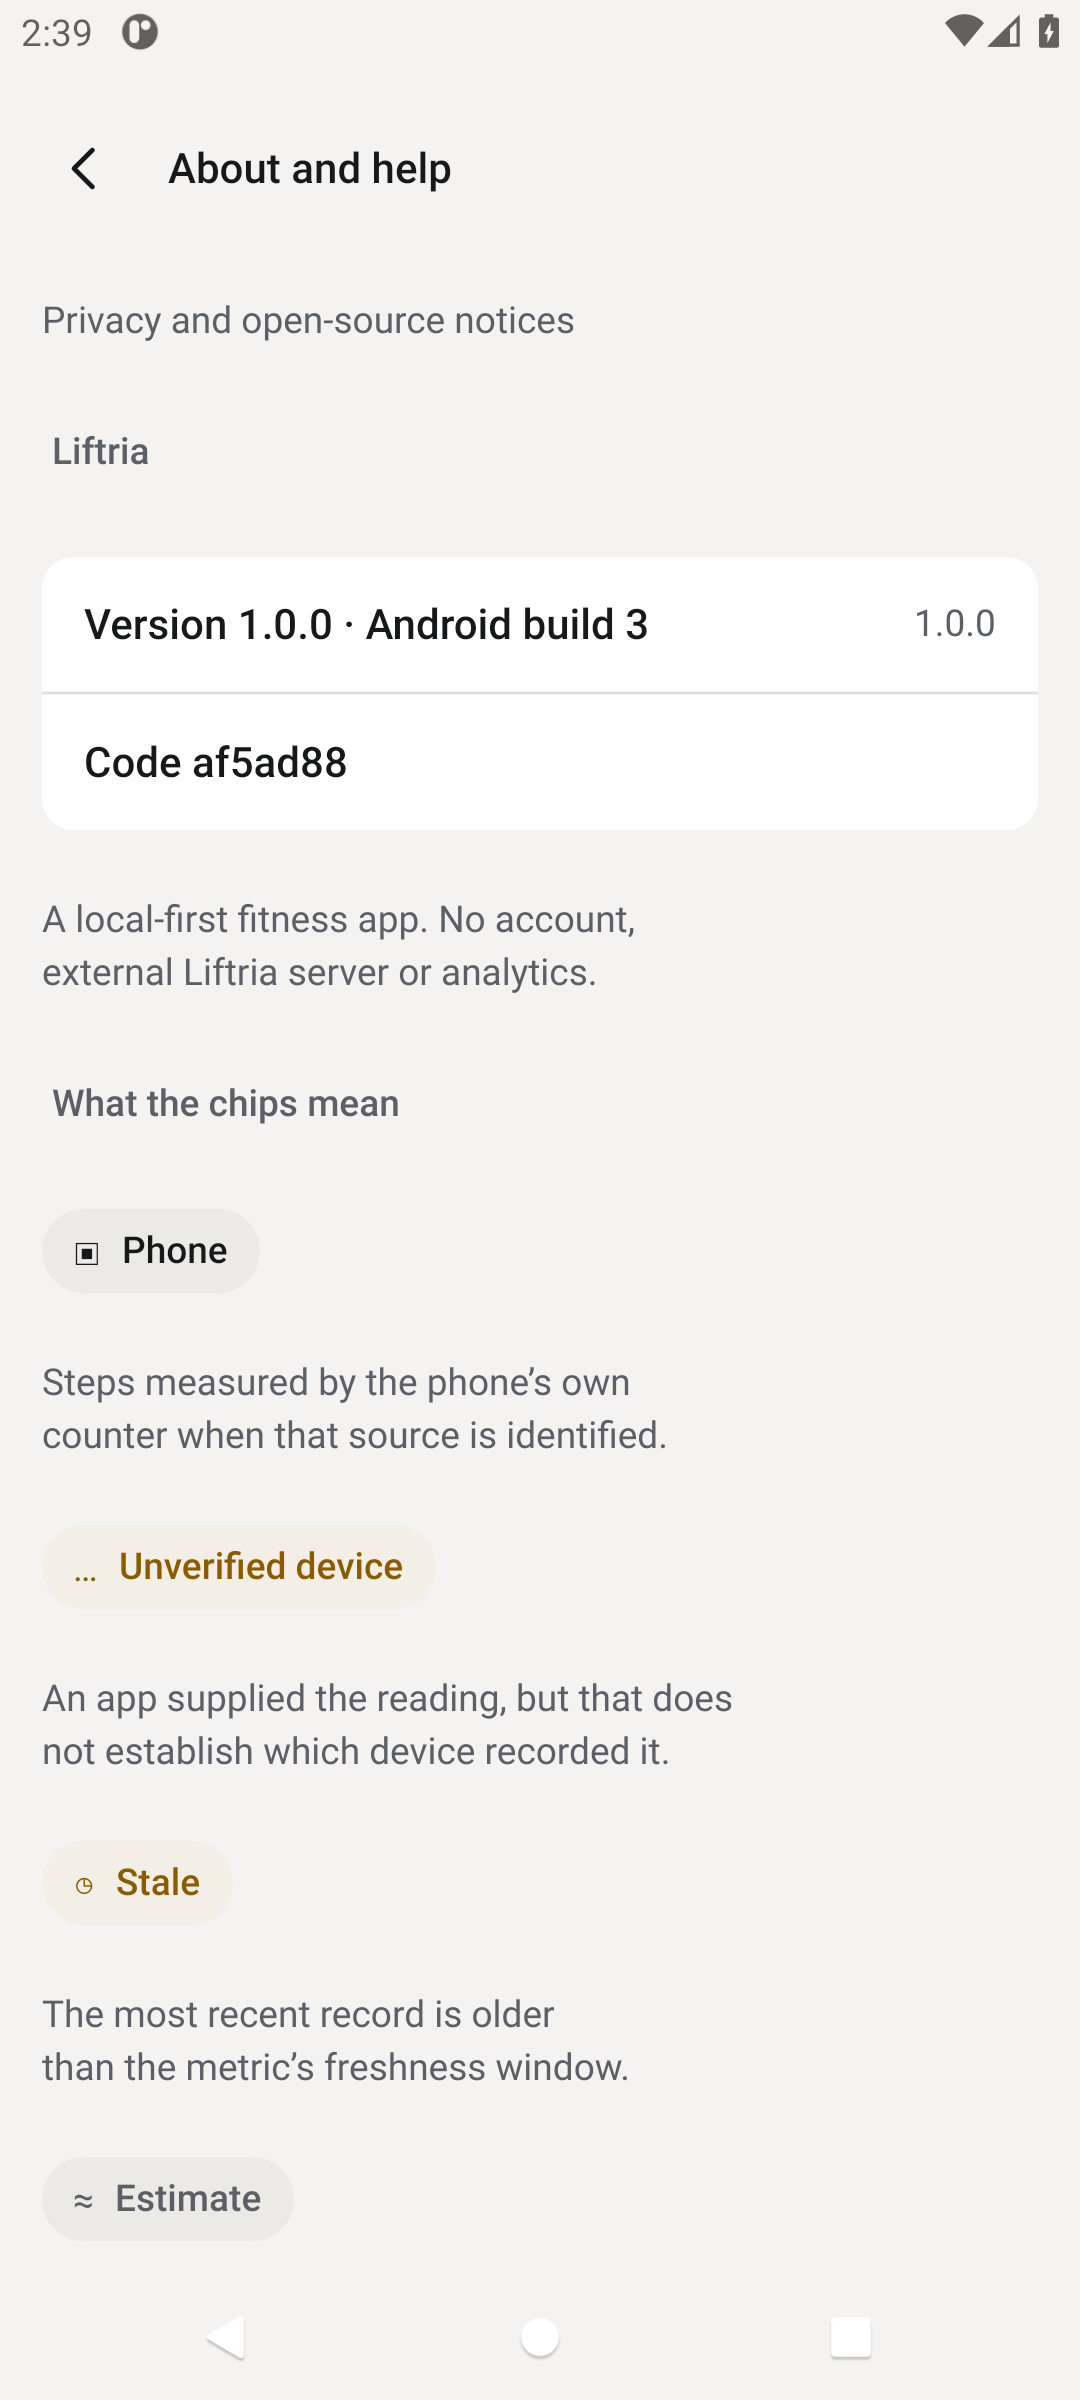 2:39
About and help
Privacy and open-source notices
Liftria
Version 1.0.0 · Android build 3
1.0.0
Code af5ad88
A local-first fitness app. No account,
external Liftria server or analytics.
What the chips mean
▣ Phone
Steps measured by the phone’s own
counter when that source is identified.
… Unverified device
An app supplied the reading, but that does
not establish which device recorded it.
◷ Stale
The most recent record is older
than the metric’s freshness window.
≈ Estimate